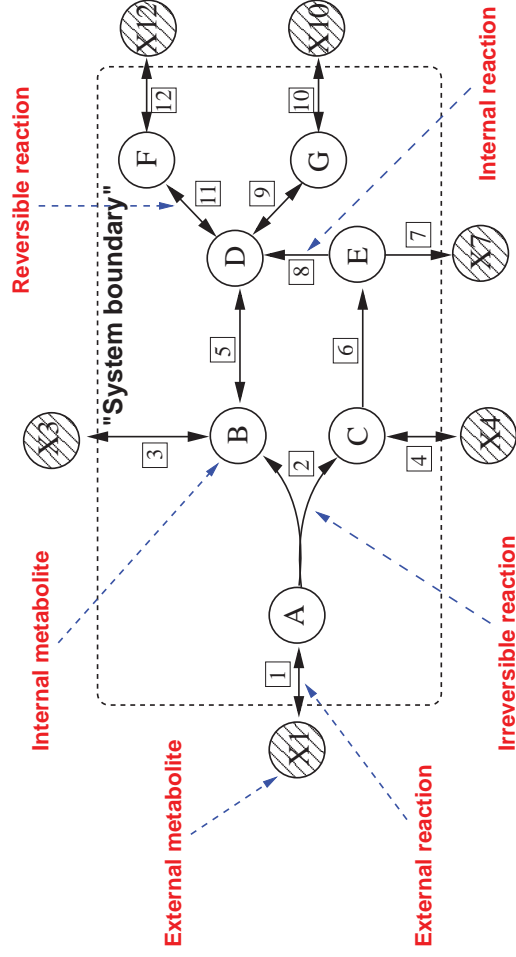 Reversible reaction
X12
12
F
"System boundary"
X3
11
3
Internal metabolite
B
5
D
9
G
10
X10
External metabolite
X1
1
A
2
8
C
6
E
4
7
X4
X7
External reaction
Irreversible reaction
Internal reaction